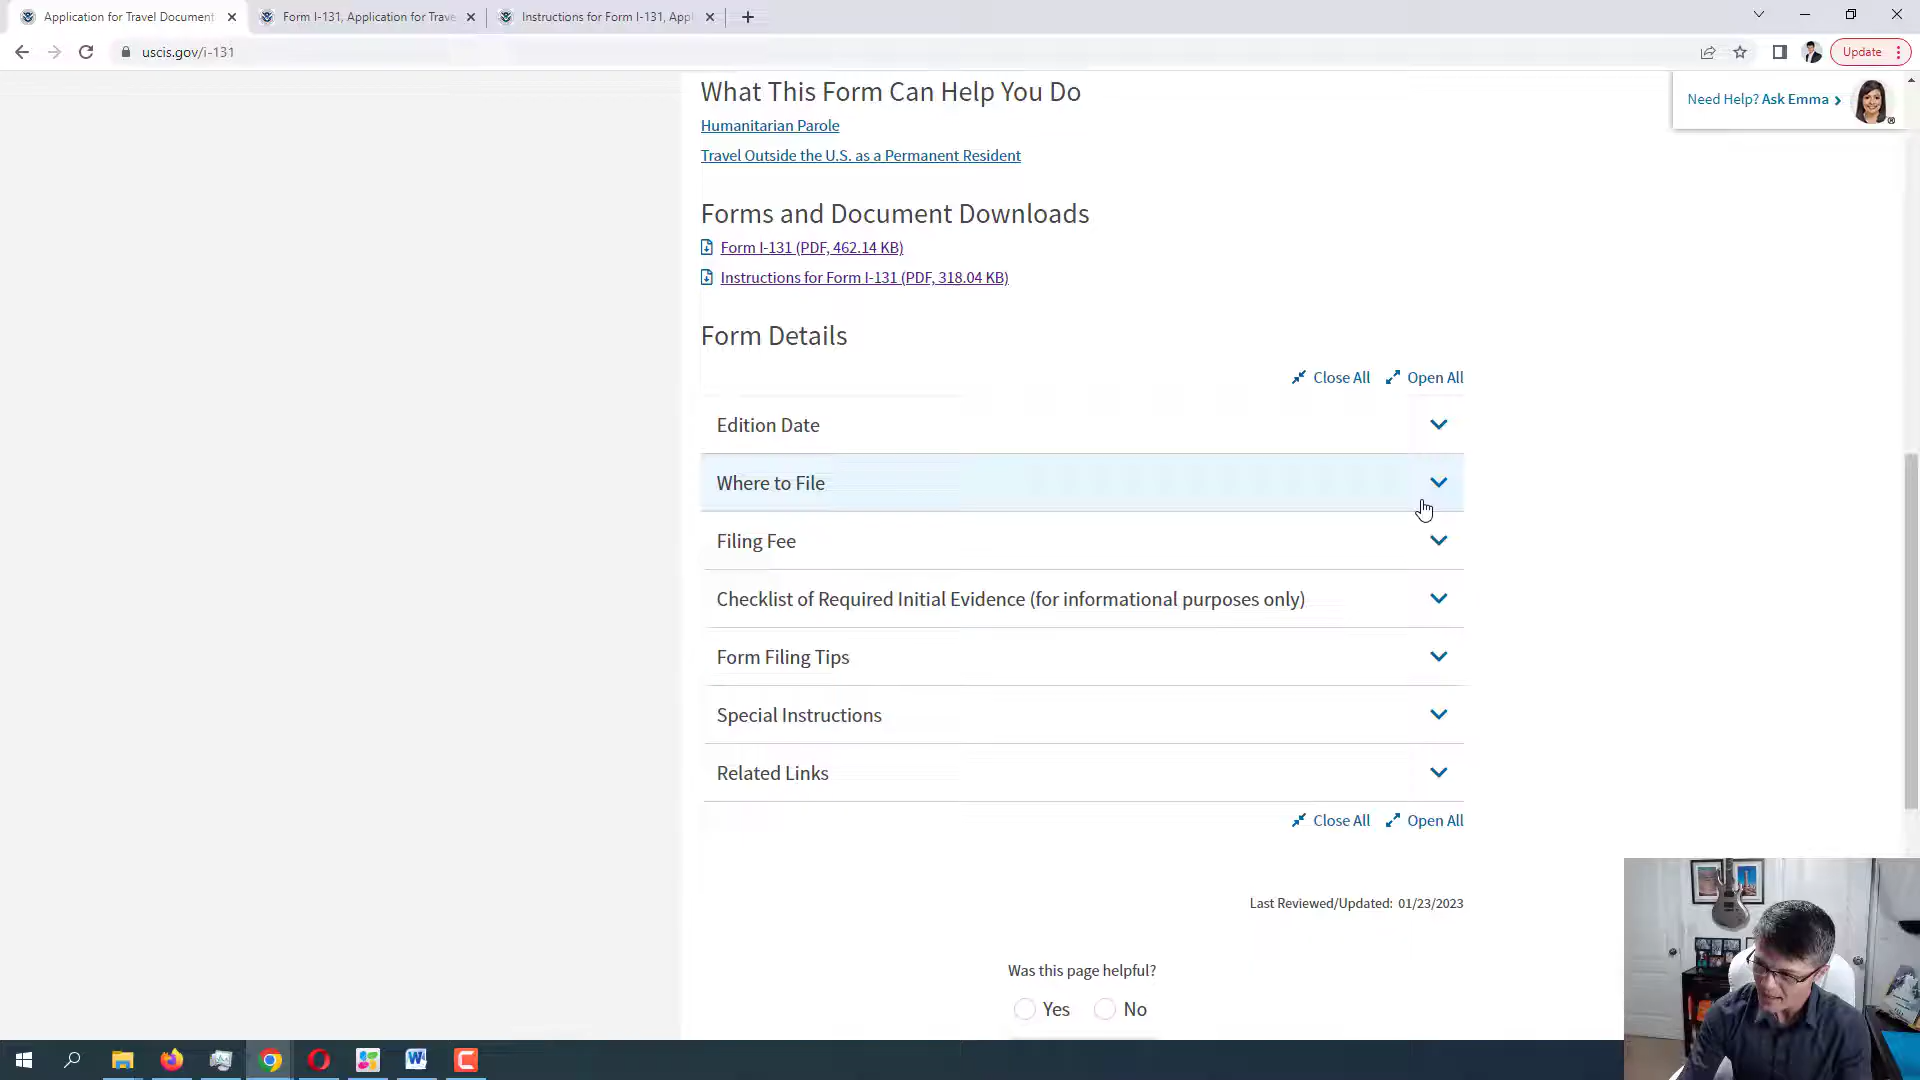 Application for Travel Document
Form I-131, Application for Trave
Instructions for Form I-131, Appl
uscis.gov/i-131
Update
Need Help? Ask Emma
What This Form Can Help You Do
Humanitarian Parole
Travel Outside the U.S. as a Permanent Resident
Forms and Document Downloads
Form I-131 (PDF, 462.14 KB)
Instructions for Form I-131 (PDF, 318.04 KB)
Form Details
Close All Open All
Edition Date
Where to File
Filing Fee
Checklist of Required Initial Evidence (for informational purposes only)
Form Filing Tips
Special Instructions
Related Links
Close All Open All
Last Reviewed/Updated: 01/23/2023
Was this page helpful?
Yes No